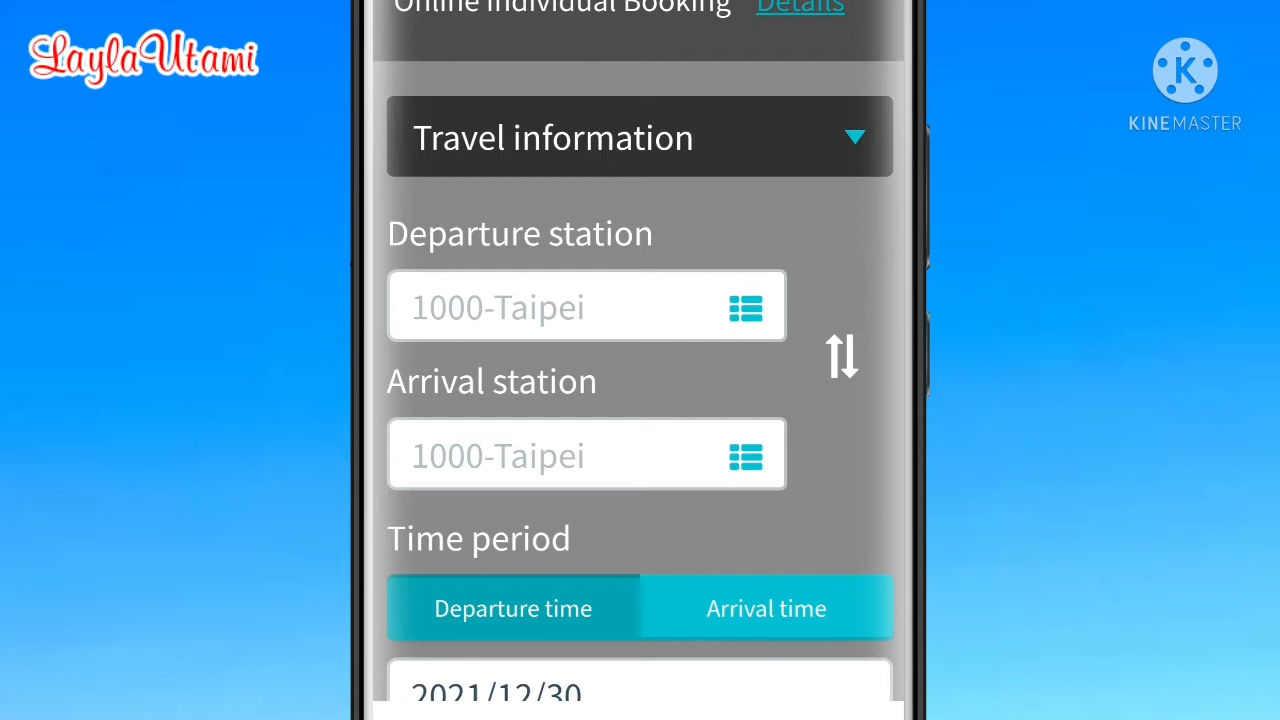 Online Individual Booking Details
LaylaUtami
KINEMASTER
Travel information
Departure station
1000-Taipei
Arrival station
1000-Taipei
Time period
Departure time Arrival time
2021/12/30